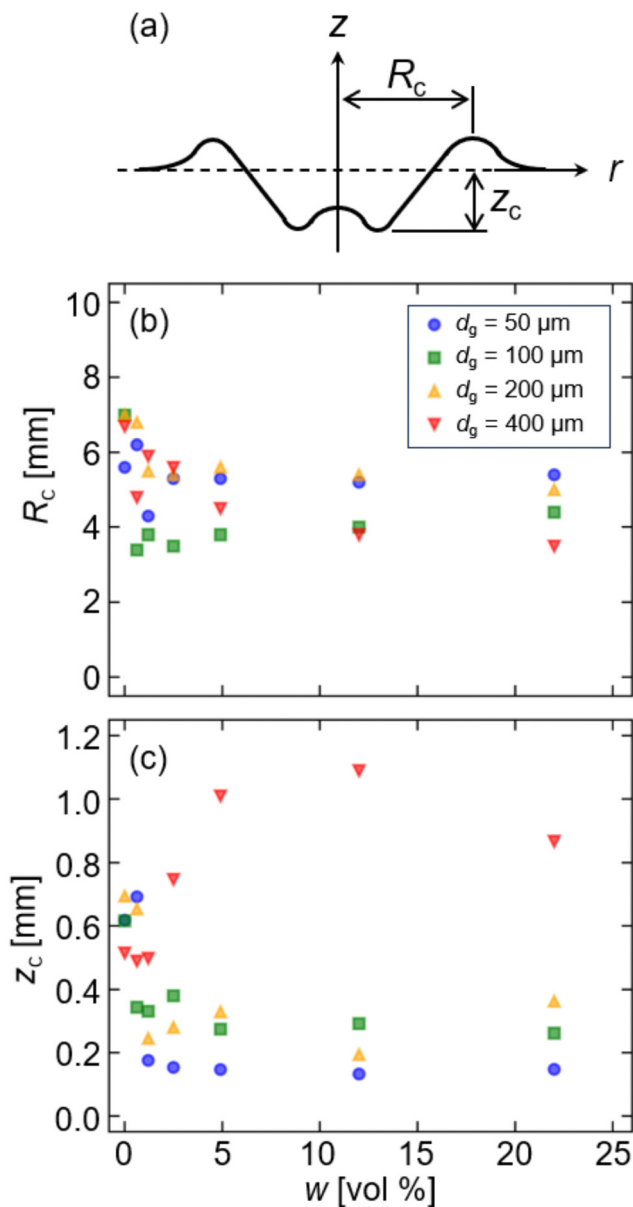 (a)
z
Rc
r
zc
(b)
10
8
6
4
2
0
Rc [mm]
dg = 50 μm
dg = 100 μm
dg = 200 μm
dg = 400 μm
(c)
1.2
1.0
0.8
0.6
0.4
0.2
0.0
zc [mm]
0 5 10 15 20 25
w [vol %]